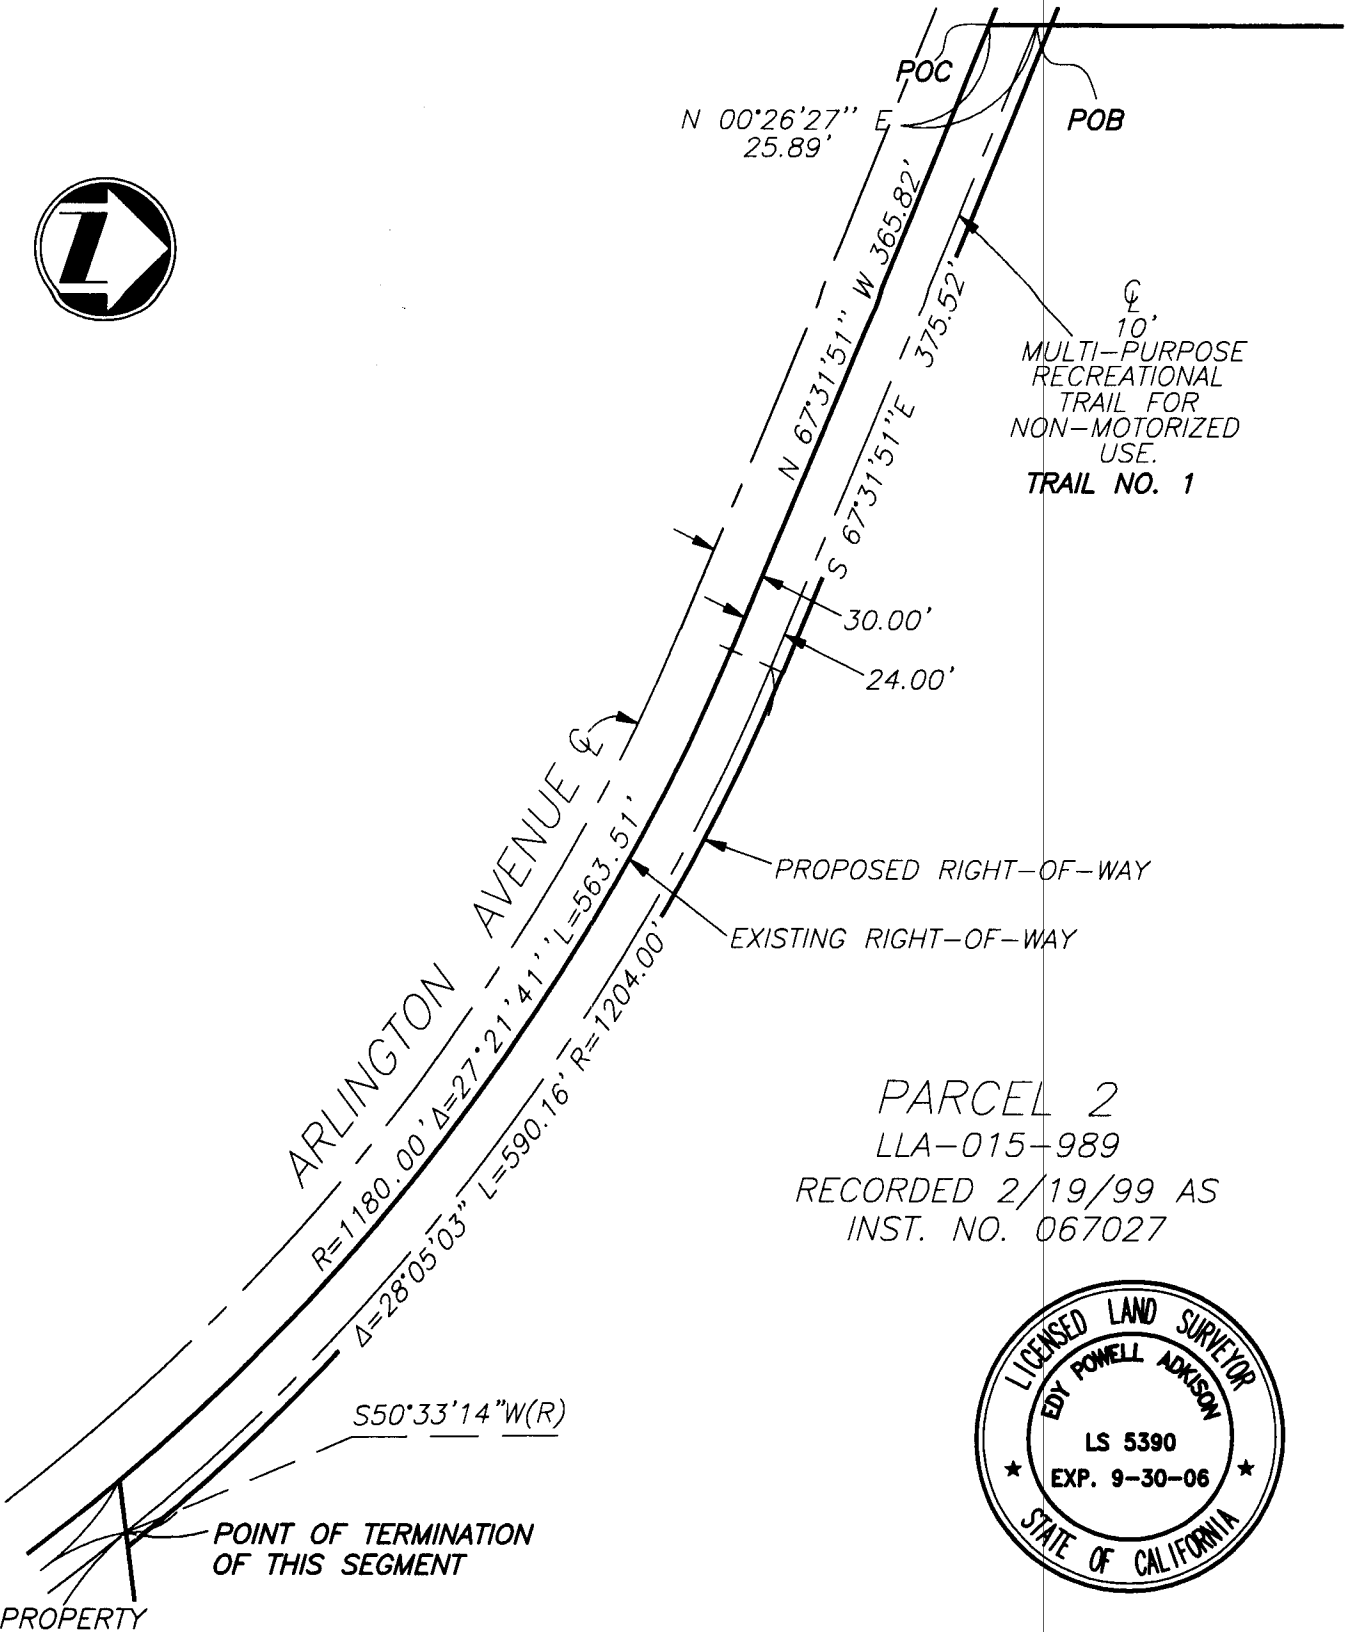 POC
N 00°26'27" E
25.89'
POB
N 67°31'51" W 365.82'
S 67°31'51"E 375.52'
℄
10'
MULTI-PURPOSE
RECREATIONAL
TRAIL FOR
NON-MOTORIZED
USE.
TRAIL NO. 1
30.00'
24.00'
ARLINGTON AVENUE ℄
PROPOSED RIGHT-OF-WAY
EXISTING RIGHT-OF-WAY
R=1180.00' Δ=27°21'41" L=563.51'
Δ=28°05'03" L=590.16' R=1204.00'
PARCEL 2
LLA-015-989
RECORDED 2/19/99 AS
INST. NO. 067027
S50°33'14"W(R)
POINT OF TERMINATION
OF THIS SEGMENT
PROPERTY
LICENSED LAND SURVEYOR
EDY POWELL ADKISON
LS 5390
EXP. 9-30-06
★ STATE OF CALIFORNIA ★